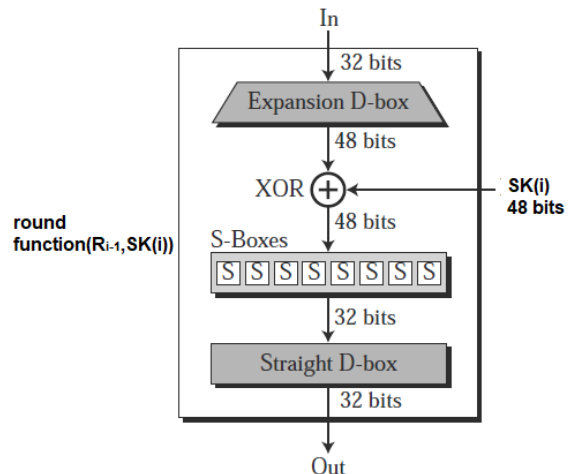 In
32 bits
Expansion D-box
48 bits
XOR +
SK(i)
48 bits
48 bits
round
function(Ri-1,SK(i))
S-Boxes
S S S S S S S S
32 bits
Straight D-box
32 bits
Out